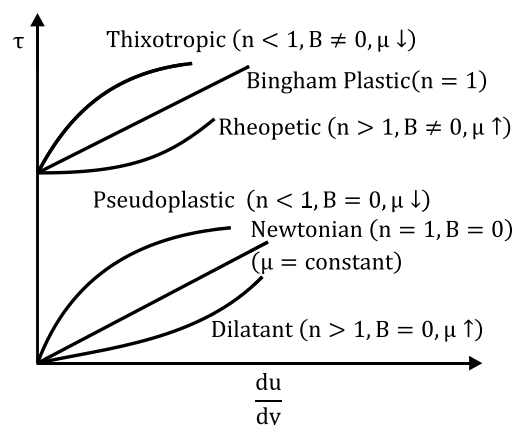 τ
Thixotropic (n < 1, B ≠ 0, μ ↓)
Bingham Plastic(n = 1)
Rheopetic (n > 1, B ≠ 0, μ ↑)
Pseudoplastic (n < 1, B = 0, μ ↓)
Newtonian (n = 1, B = 0)
(μ = constant)
Dilatant (n > 1, B = 0, μ ↑)
du
dy